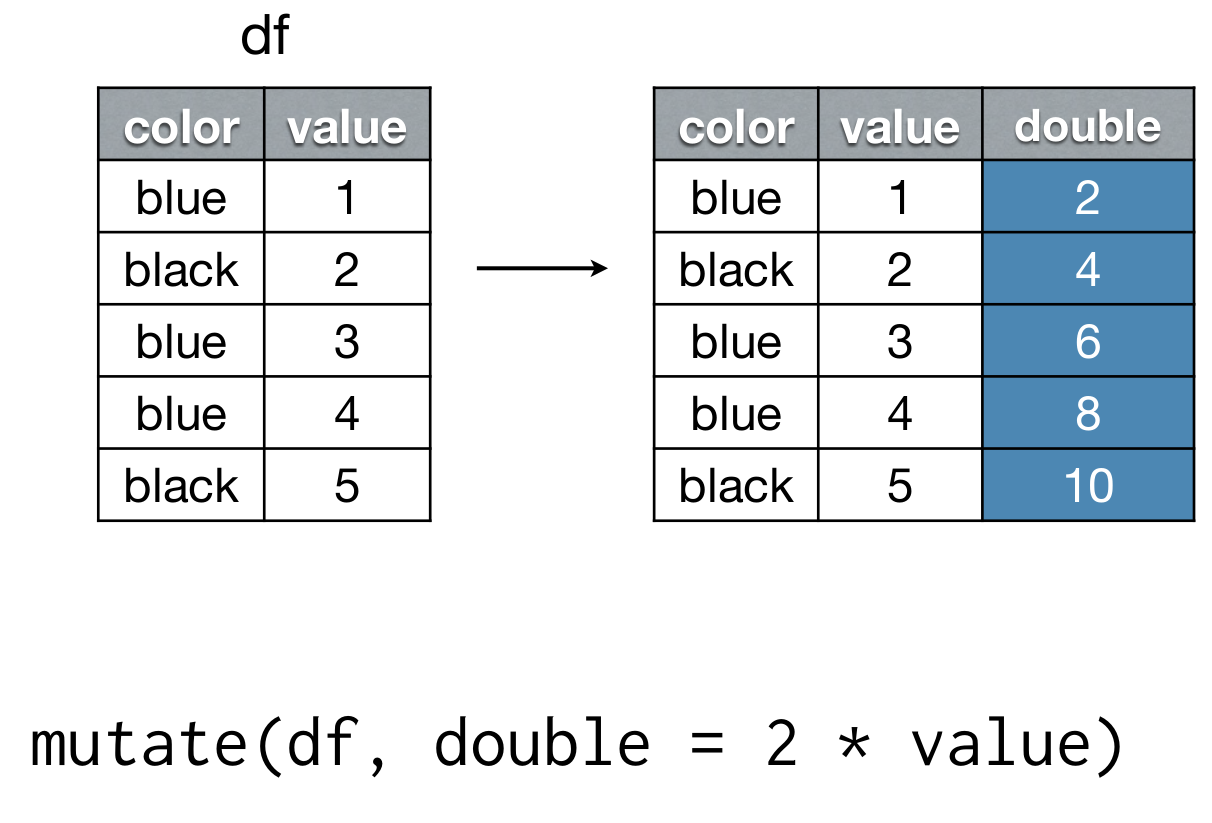 df
color value
blue 1
black 2
blue 3
blue 4
black 5
color value double
blue 1 2
black 2 4
blue 3 6
blue 4 8
black 5 10
mutate(df, double = 2 * value)